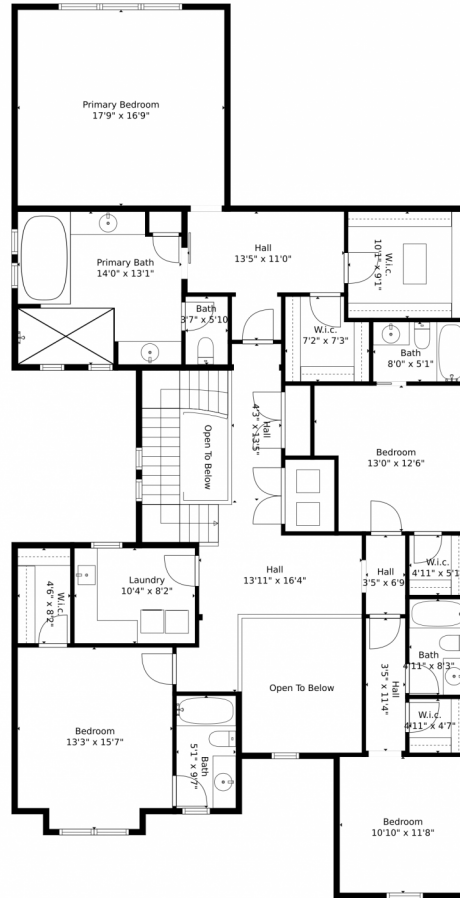 Primary Bedroom
17'9" x 16'9"
Hall
13'5" x 11'0"
W.i.c.
10'1" x 9'1"
Primary Bath
14'0" x 13'1"
Bath
3'7" x 5'10
W.i.c.
7'2" x 7'3"
Bath
8'0" x 5'1"
Hall
4'3" x 13'5"
Open To Below
Bedroom
13'0" x 12'6"
Hall
13'11" x 16'4"
Hall
3'5" x 6'9
W.i.c.
4'11" x 5'1
Laundry
10'4" x 8'2"
W.i.c.
4'6" x 8'2"
Bath
4'11" x 8'3"
Hall
3'5" x 11'4"
Open To Below
W.i.c.
4'11" x 4'7"
Bedroom
13'3" x 15'7"
Bath
5'1" x 9'7"
Bedroom
10'10" x 11'8"